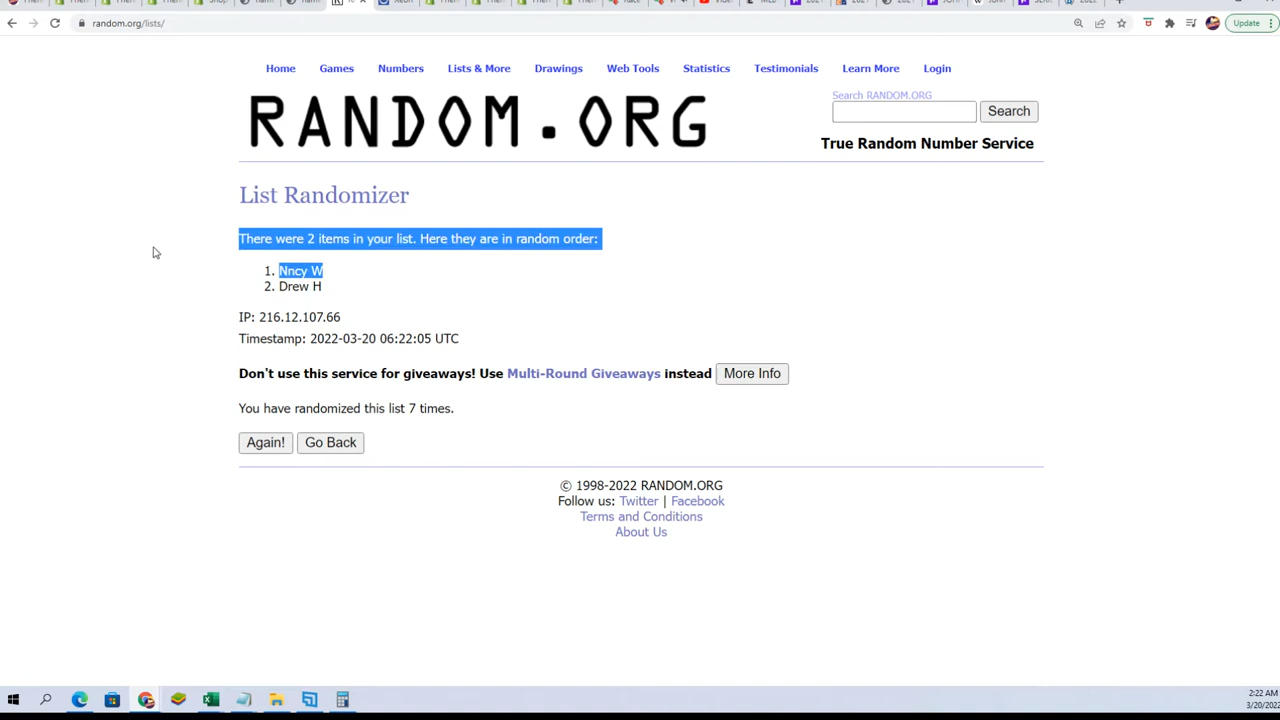 random.org/lists/
Update
Home Games Numbers Lists & More Drawings Web Tools Statistics Testimonials Learn More Login
RANDOM.ORG
Search RANDOM.ORG
Search
True Random Number Service
List Randomizer
There were 2 items in your list. Here they are in random order:
1. Nncy W
2. Drew H
IP: 216.12.107.66
Timestamp: 2022-03-20 06:22:05 UTC
Don't use this service for giveaways! Use Multi-Round Giveaways instead More Info
You have randomized this list 7 times.
Again! Go Back
© 1998-2022 RANDOM.ORG
Follow us: Twitter | Facebook
Terms and Conditions
About Us
2:22 AM
3/20/202